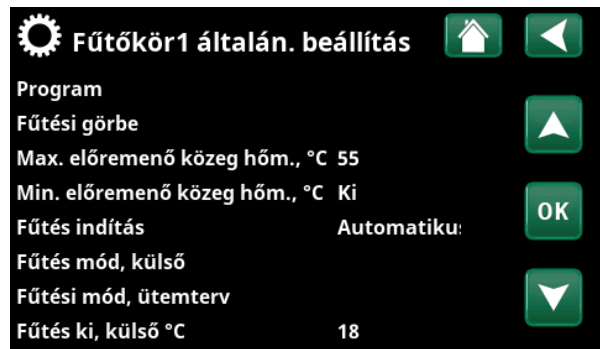 Fűtőkör1 általán. beállítás
Program
Fűtési görbe
Max. előremenő közeg hőm., °C 55
Min. előremenő közeg hőm., °C Ki
Fűtés indítás Automatiku
Fűtés mód, külső
Fűtési mód, ütemterv
Fűtés ki, külső °C 18
OK